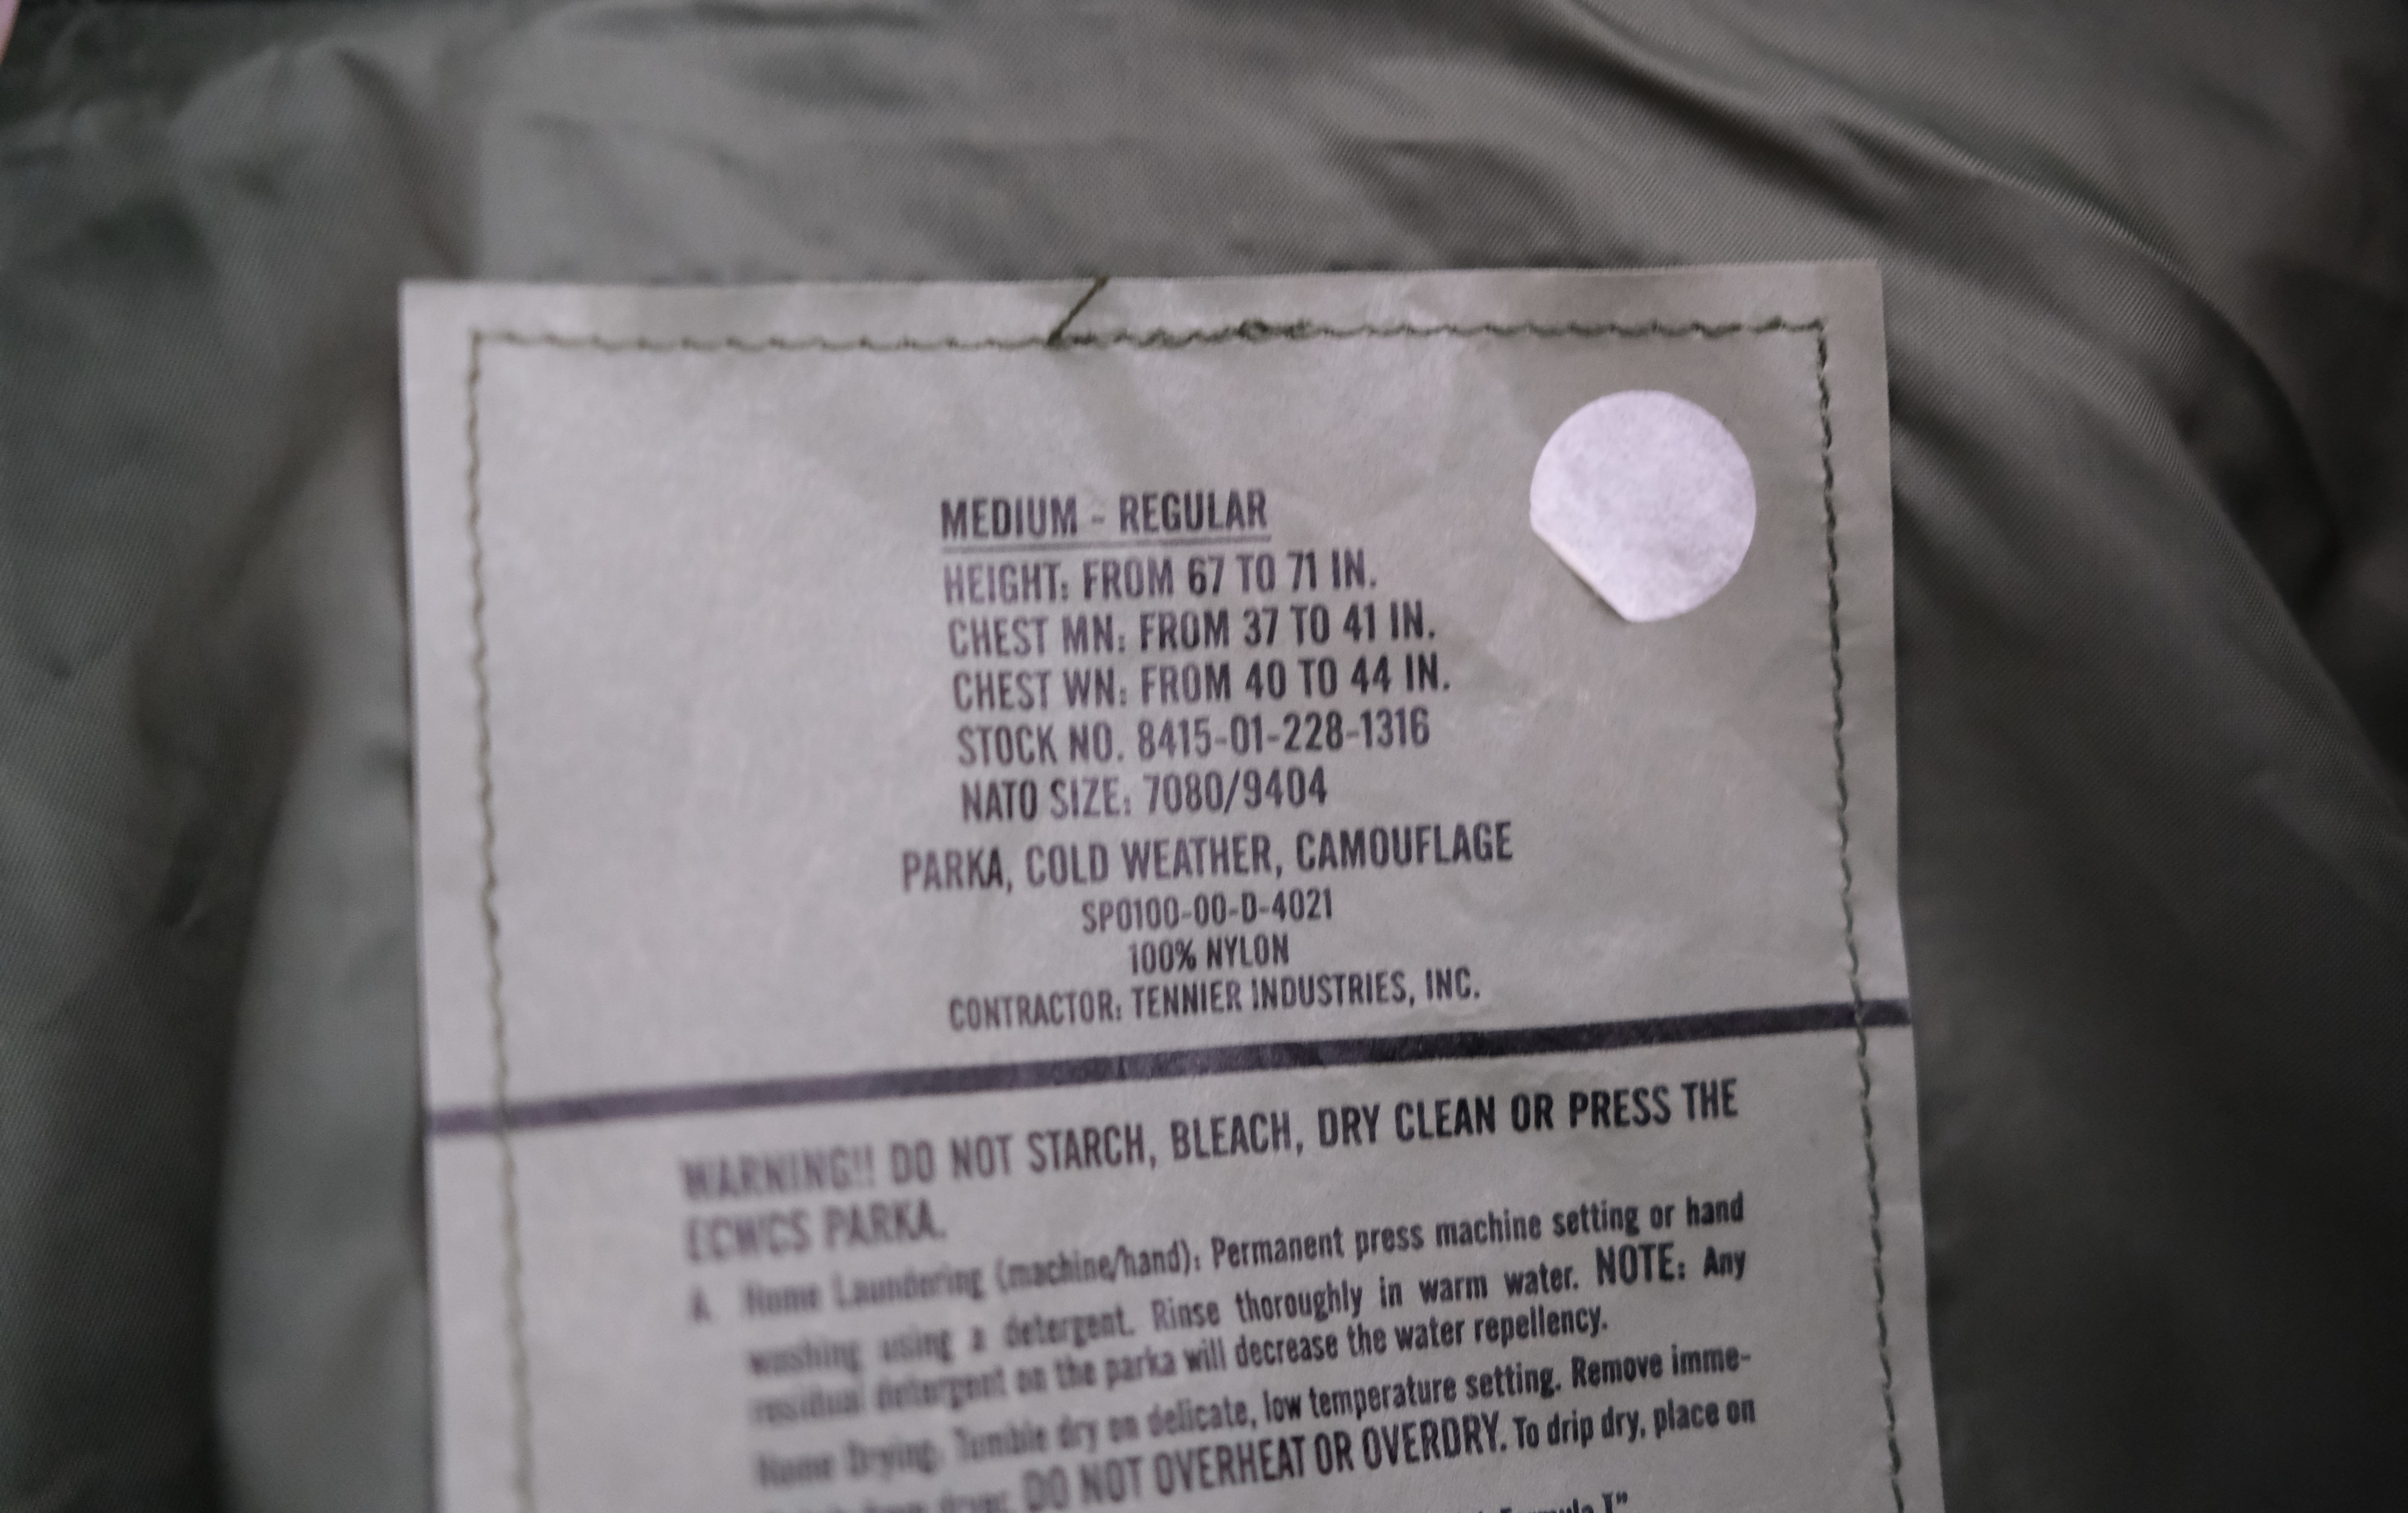 MEDIUM - REGULAR
HEIGHT: FROM 67 TO 71 IN.
CHEST MN: FROM 37 TO 41 IN.
CHEST WN: FROM 40 TO 44 IN.
STOCK NO. 8415-01-228-1316
NATO SIZE: 7080/9404
PARKA, COLD WEATHER, CAMOUFLAGE
SPO100-00-D-4021
100% NYLON
CONTRACTOR: TENNIER INDUSTRIES, INC.
WARNING!! DO NOT STARCH, BLEACH, DRY CLEAN OR PRESS THE
ECWCS PARKA.
A. Home Laundering (machine/hand): Permanent press machine setting or hand
washing using a detergent. Rinse thoroughly in warm water. NOTE: Any
residual detergent on the parka will decrease the water repellency.
Home Drying: Tumble dry on delicate, low temperature setting. Remove imme-
dryer. DO NOT OVERHEAT OR OVERDRY. To drip dry, place on